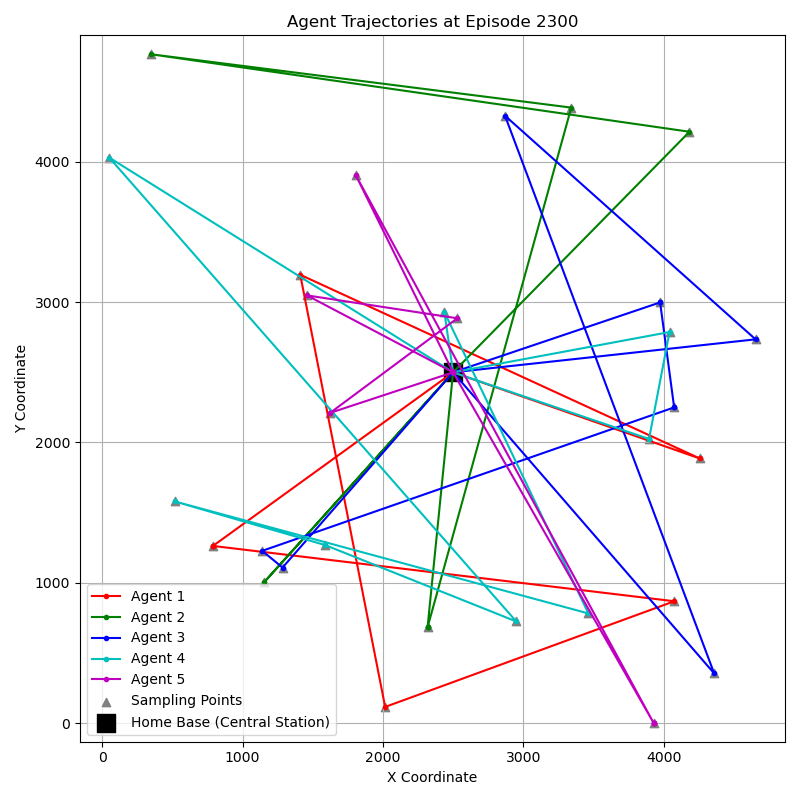 Agent Trajectories at Episode 2300
Y Coordinate
4000
3000
2000
1000
0
Agent 1
Agent 2
Agent 3
Agent 4
Agent 5
Sampling Points
Home Base (Central Station)
0 1000 2000 3000 4000
X Coordinate